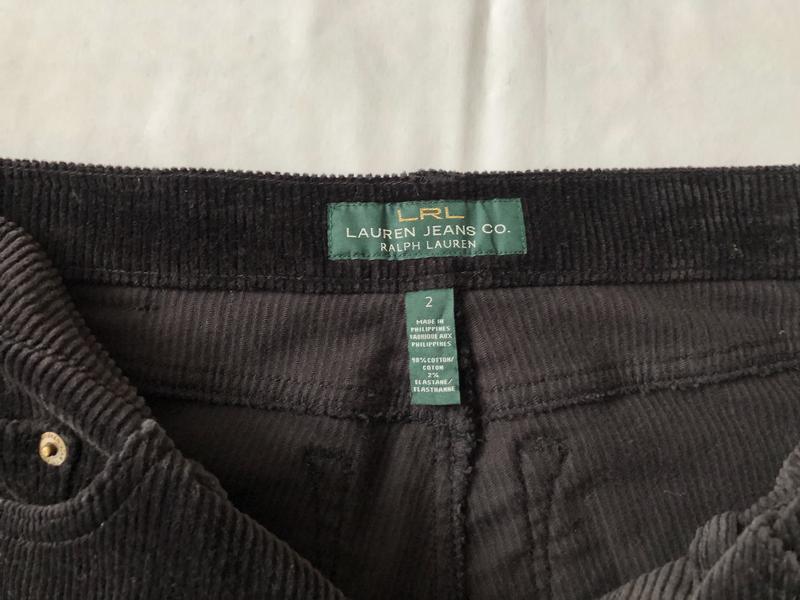 LRL
LAUREN JEANS CO.
RALPH LAUREN
2
MADE IN
PHILIPPINES
FABRIQUE AUX
PHILIPPINES
98% COTTON/
COTON
2%
ELASTANE/
ELASTHANNE